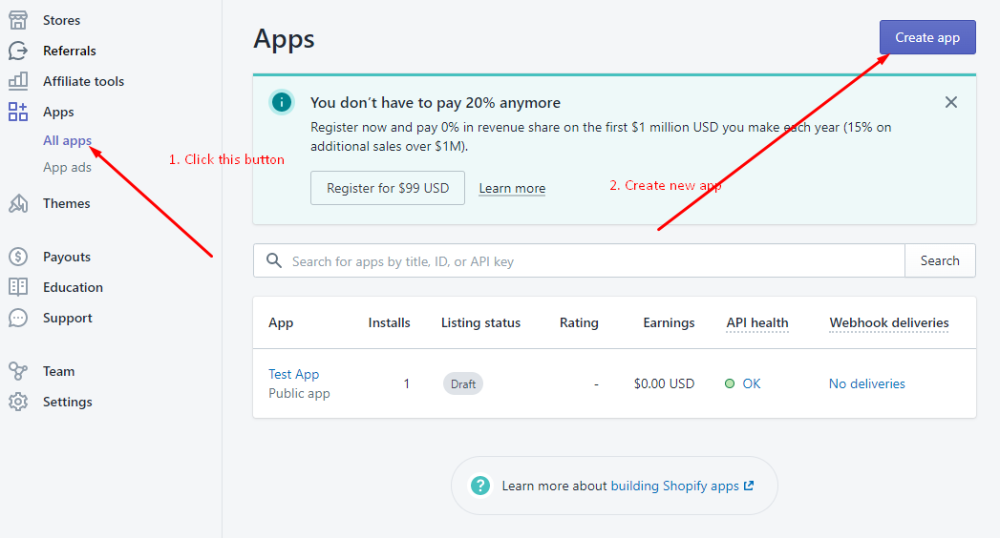 Stores
Referrals
Affiliate tools
Apps
All apps
App ads
Themes
Payouts
Education
Support
Team
Settings
Apps
Create app
You don’t have to pay 20% anymore
Register now and pay 0% in revenue share on the first $1 million USD you make each year (15% on
additional sales over $1M).
1. Click this button
Register for $99 USD Learn more
2. Create new app
Search for apps by title, ID, or API key Search
App Installs Listing status Rating Earnings API health Webhook deliveries
Test App
Public app
1 Draft - $0.00 USD OK No deliveries
Learn more about building Shopify apps